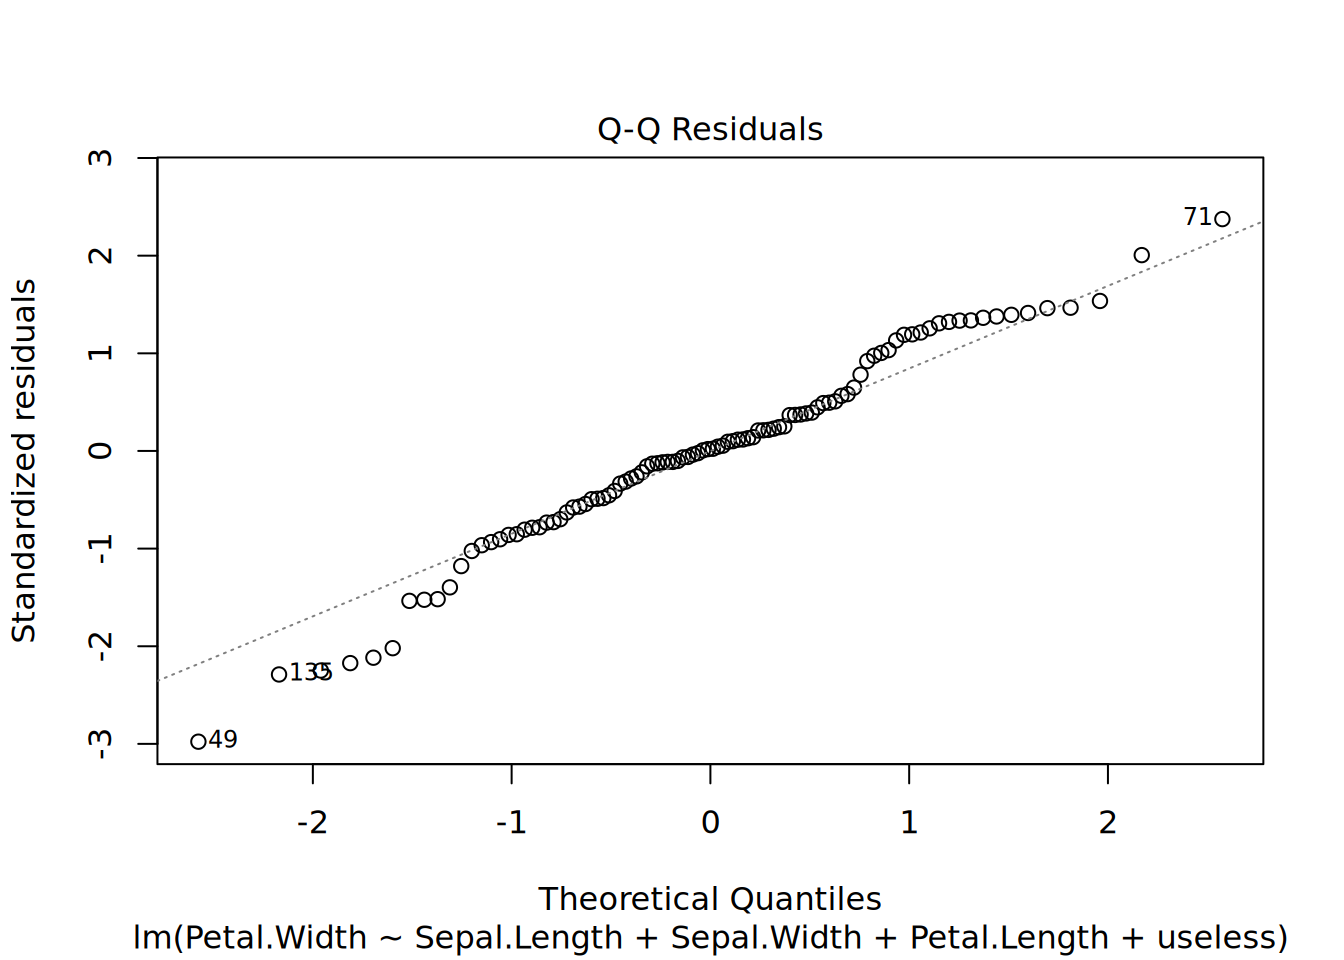 Q-Q Residuals
3
2
1
0
-1
-2
-3
Standardized residuals
71
135
49
-2 -1 0 1 2
Theoretical Quantiles
lm(Petal.Width ~ Sepal.Length + Sepal.Width + Petal.Length + useless)